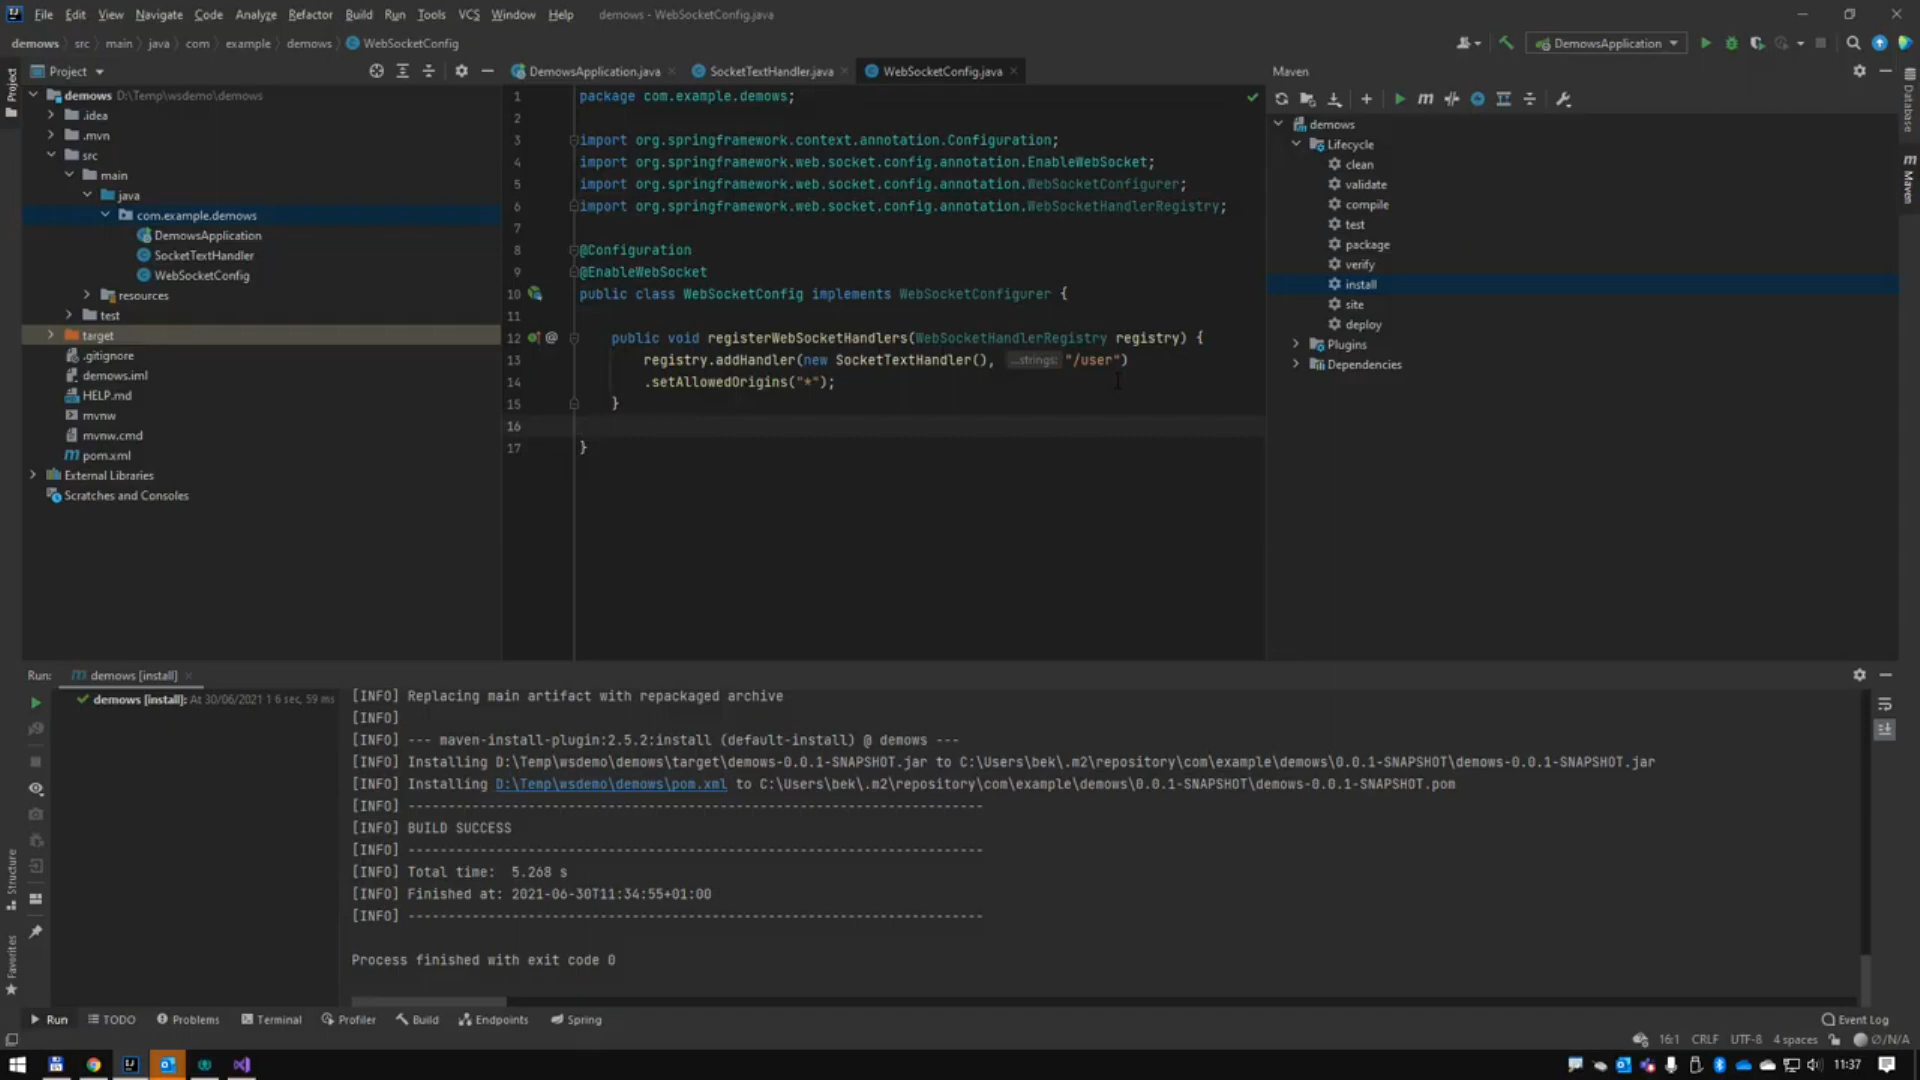 File Edit View Navigate Code Analyze Refactor Build Run Tools VCS Window Help demows - WebSocketConfig.java
demows src main java com example demows WebSocketConfig
DemowsApplication
Project
Project
DemowsApplication.java
SocketTextHandler.java
WebSocketConfig.java
Maven
demows D:\Temp\wsdemo\demows
.idea
.mvn
src
main
java
com.example.demows
DemowsApplication
SocketTextHandler
WebSocketConfig
resources
test
target
.gitignore
demows.iml
HELP.md
mvnw
mvnw.cmd
pom.xml
External Libraries
Scratches and Consoles
1 package com.example.demows;
2
3 import org.springframework.context.annotation.Configuration;
4 import org.springframework.web.socket.config.annotation.EnableWebSocket;
5 import org.springframework.web.socket.config.annotation.WebSocketConfigurer;
6 import org.springframework.web.socket.config.annotation.WebSocketHandlerRegistry;
7
8 @Configuration
9 @EnableWebSocket
10 public class WebSocketConfig implements WebSocketConfigurer {
11
12 @ public void registerWebSocketHandlers(WebSocketHandlerRegistry registry) {
13 registry.addHandler(new SocketTextHandler(), ...strings: "/user")
14 .setAllowedOrigins("*");
15 }
16
17 }
m
demows
Lifecycle
clean
validate
compile
test
package
verify
install
site
deploy
Plugins
Dependencies
Database
m Maven
Run: m demows [install]
demows [install]: At 30/06/2021 1 6 sec, 59 ms
[INFO] Replacing main artifact with repackaged archive
[INFO]
[INFO] --- maven-install-plugin:2.5.2:install (default-install) @ demows ---
[INFO] Installing D:\Temp\wsdemo\demows\target\demows-0.0.1-SNAPSHOT.jar to C:\Users\bek\.m2\repository\com\example\demows\0.0.1-SNAPSHOT\demows-0.0.1-SNAPSHOT.jar
[INFO] Installing D:\Temp\wsdemo\demows\pom.xml to C:\Users\bek\.m2\repository\com\example\demows\0.0.1-SNAPSHOT\demows-0.0.1-SNAPSHOT.pom
[INFO] ------------------------------------------------------------------------
[INFO] BUILD SUCCESS
[INFO] ------------------------------------------------------------------------
[INFO] Total time: 5.268 s
[INFO] Finished at: 2021-06-30T11:34:55+01:00
[INFO] ------------------------------------------------------------------------
Process finished with exit code 0
Structure
Favorites
Run TODO Problems Terminal Profiler Build Endpoints Spring Event Log
16:1 CRLF UTF-8 4 spaces Ø/N/A
11:37